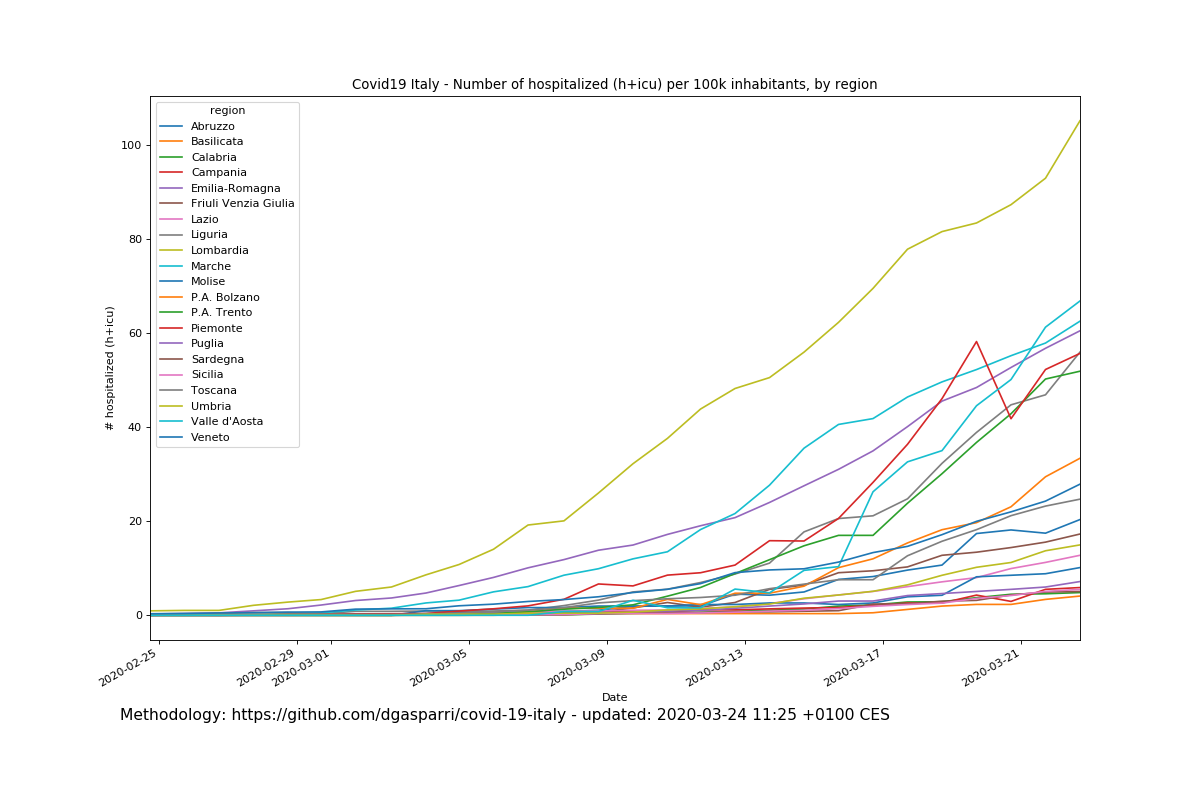 Covid19 Italy - Number of hospitalized (h+icu) per 100k inhabitants, by region
region
Abruzzo
Basilicata
Calabria
Campania
Emilia-Romagna
Friuli Venzia Giulia
Lazio
Liguria
Lombardia
Marche
Molise
P.A. Bolzano
P.A. Trento
Piemonte
Puglia
Sardegna
Sicilia
Toscana
Umbria
Valle d'Aosta
Veneto
# hospitalized (h+icu)
100
80
60
40
20
0
2020-02-25
2020-02-29
2020-03-01
2020-03-05
2020-03-09
2020-03-13
2020-03-17
2020-03-21
Date
Methodology: https://github.com/dgasparri/covid-19-italy - updated: 2020-03-24 11:25 +0100 CES